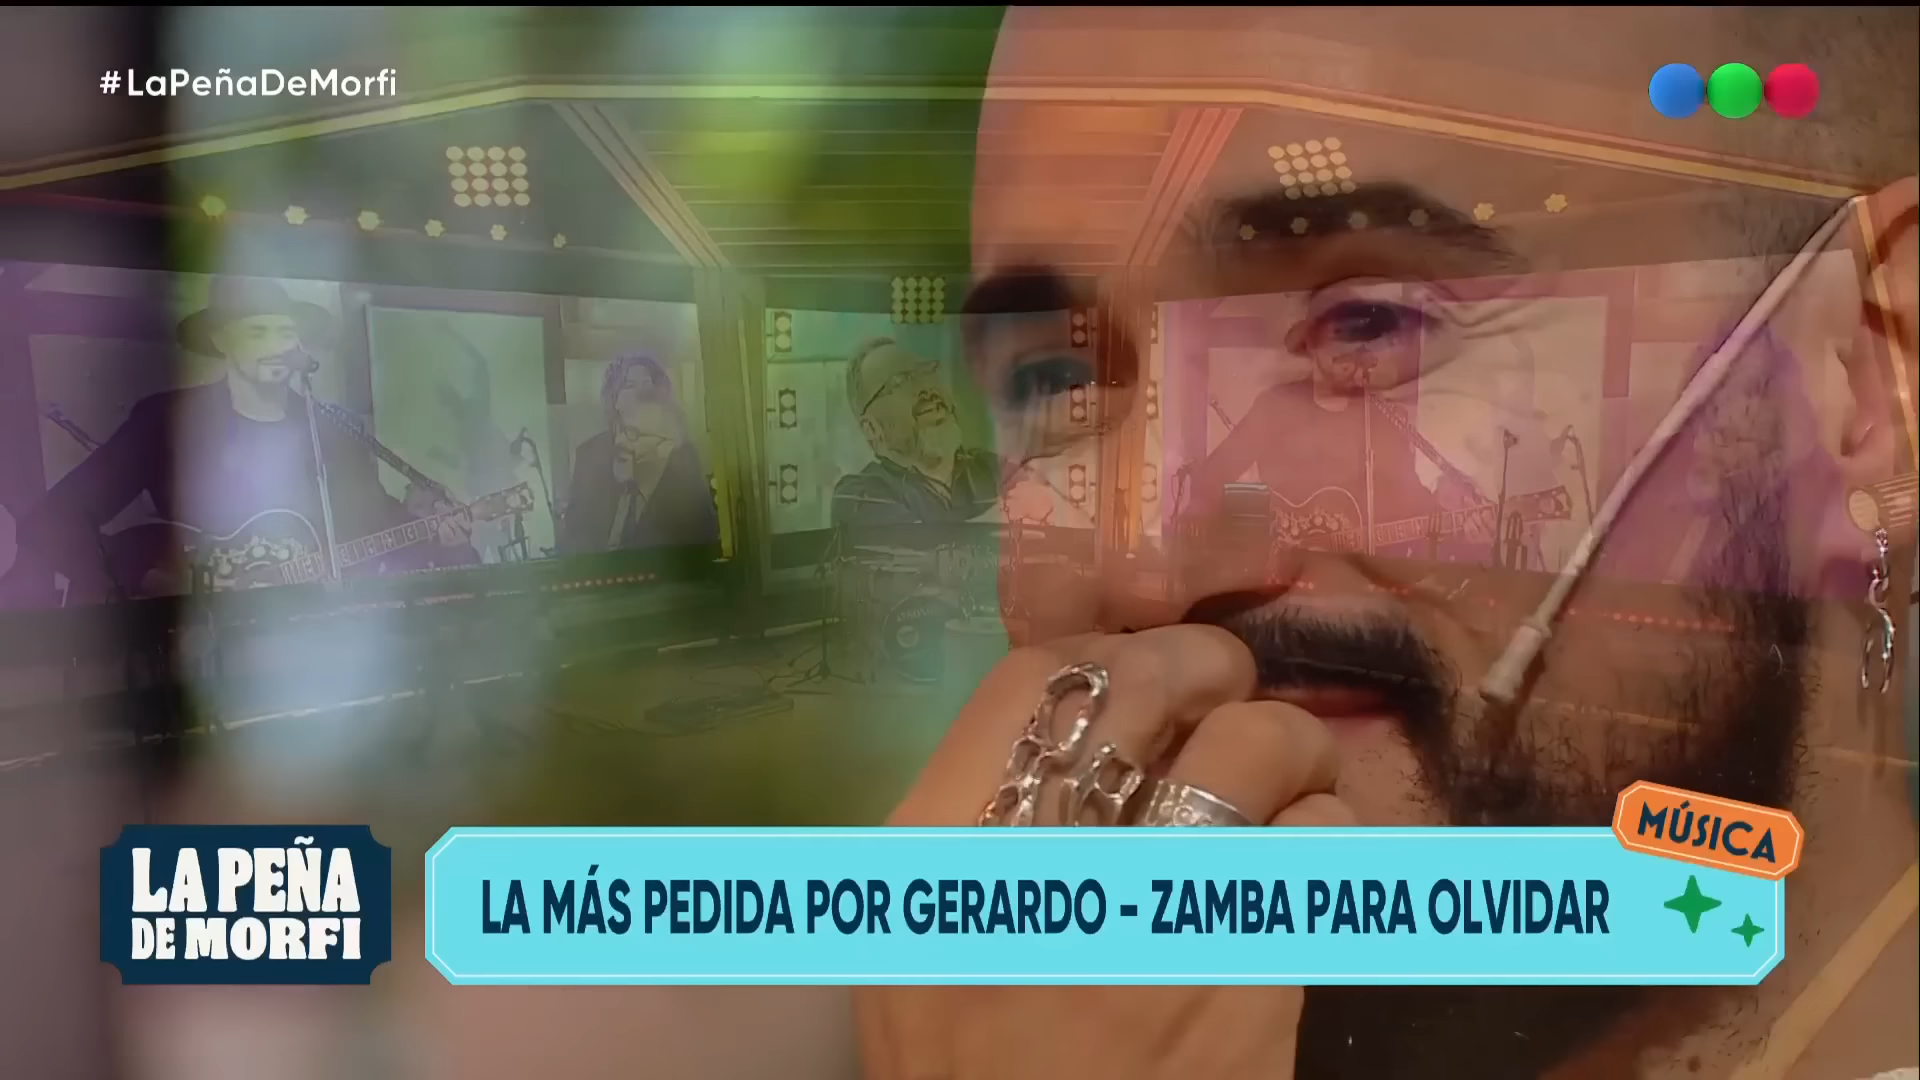 #LaPeñaDeMorfi
MÚSICA
LA PEÑA
DE MORFI
LA MÁS PEDIDA POR GERARDO - ZAMBA PARA OLVIDAR